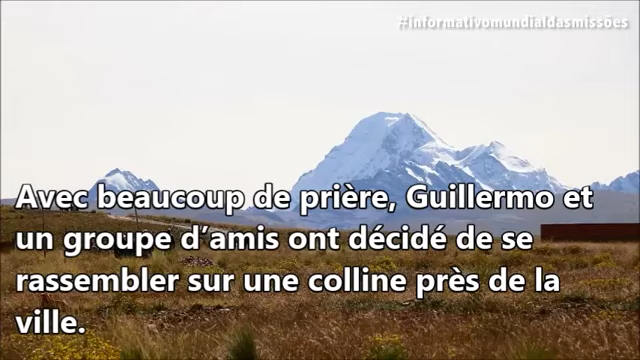 #informativomundialdasmissões
Avec beaucoup de prière, Guillermo et
un groupe d’amis ont décidé de se
rassembler sur une colline près de la
ville.